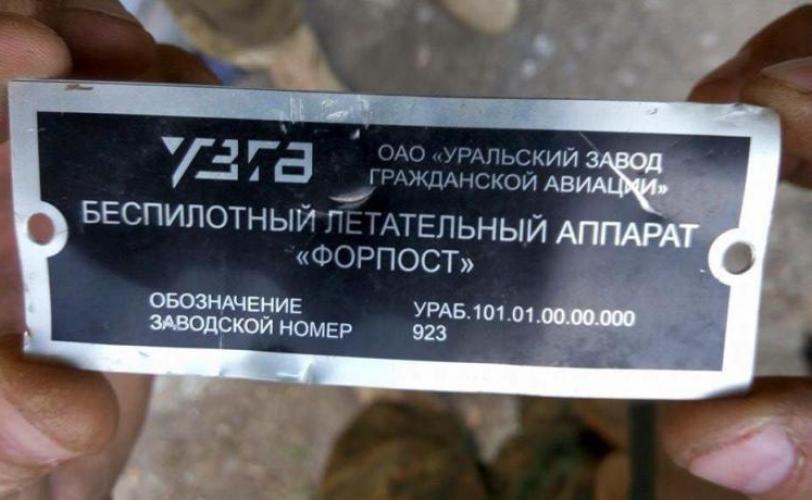 УЗГА
ОАО «УРАЛЬСКИЙ ЗАВОД
ГРАЖДАНСКОЙ АВИАЦИИ»
БЕСПИЛОТНЫЙ ЛЕТАТЕЛЬНЫЙ АППАРАТ
«ФОРПОСТ»
ОБОЗНАЧЕНИЕ УРАБ.101.01.00.00.000
ЗАВОДСКОЙ НОМЕР 923